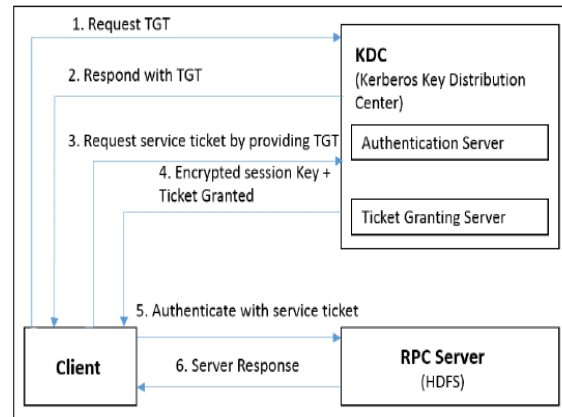 1. Request TGT
KDC
(Kerberos Key Distribution
Center)
2. Respond with TGT
3. Request service ticket by providing TGT
Authentication Server
4. Encrypted session Key +
Ticket Granted
Ticket Granting Server
5. Authenticate with service ticket
Client
6. Server Response
RPC Server
(HDFS)